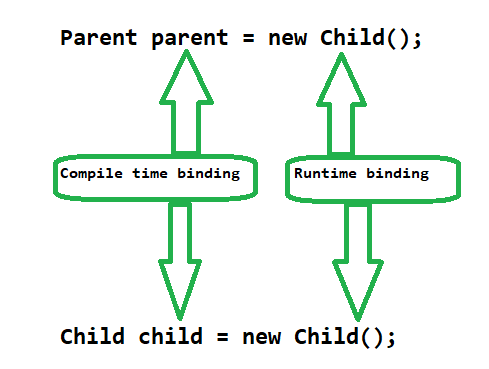 Parent parent = new Child();
Compile time binding
Runtime binding
Child child = new Child();